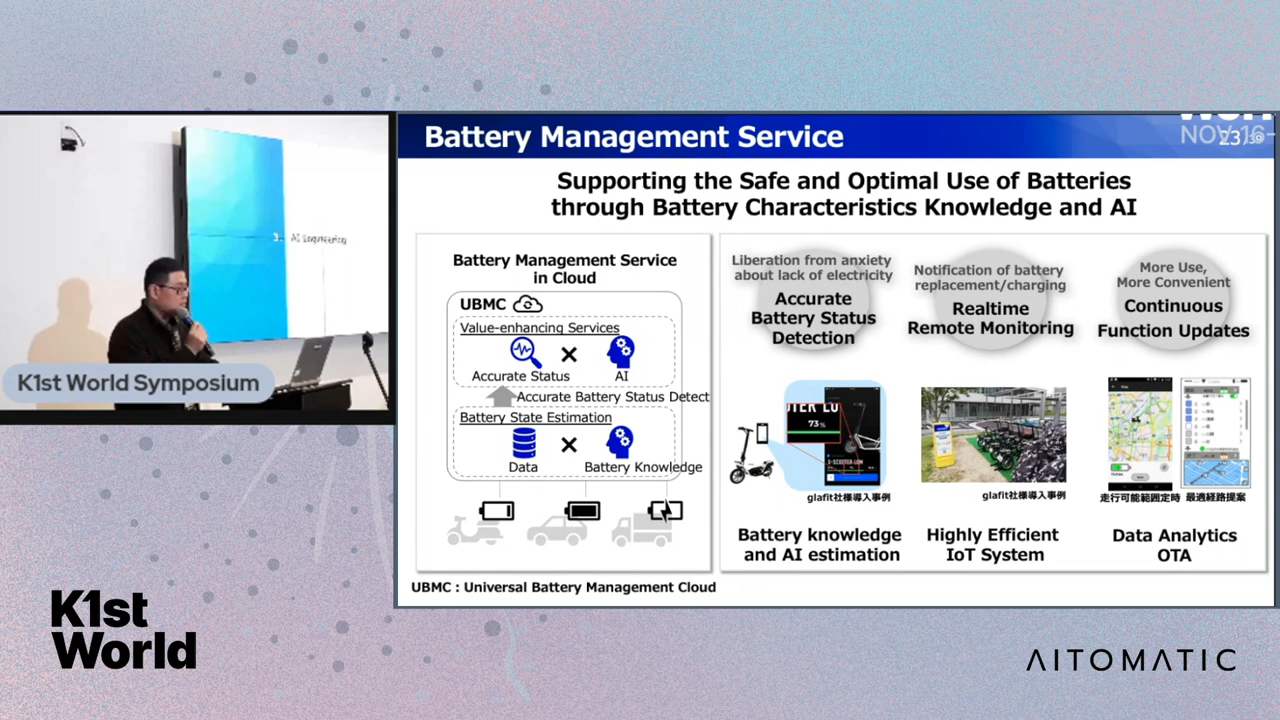 3. AI Engineering
K1st World Symposium
K1st
World
AITOMATIC
Battery Management Service
NOV 16
23
Supporting the Safe and Optimal Use of Batteries
through Battery Characteristics Knowledge and AI
Battery Management Service
in Cloud
UBMC
Value-enhancing Services
Accurate Status
AI
Accurate Battery Status Detect
Battery State Estimation
Data
Battery Knowledge
UBMC : Universal Battery Management Cloud
Liberation from anxiety
about lack of electricity
Accurate
Battery Status
Detection
73%
glafit社様導入事例
Battery knowledge
and AI estimation
Notification of battery
replacement/charging
Realtime
Remote Monitoring
glafit社様導入事例
Highly Efficient
IoT System
More Use,
More Convenient
Continuous
Function Updates
走行可能範囲定時
最適経路提案
Data Analytics
OTA